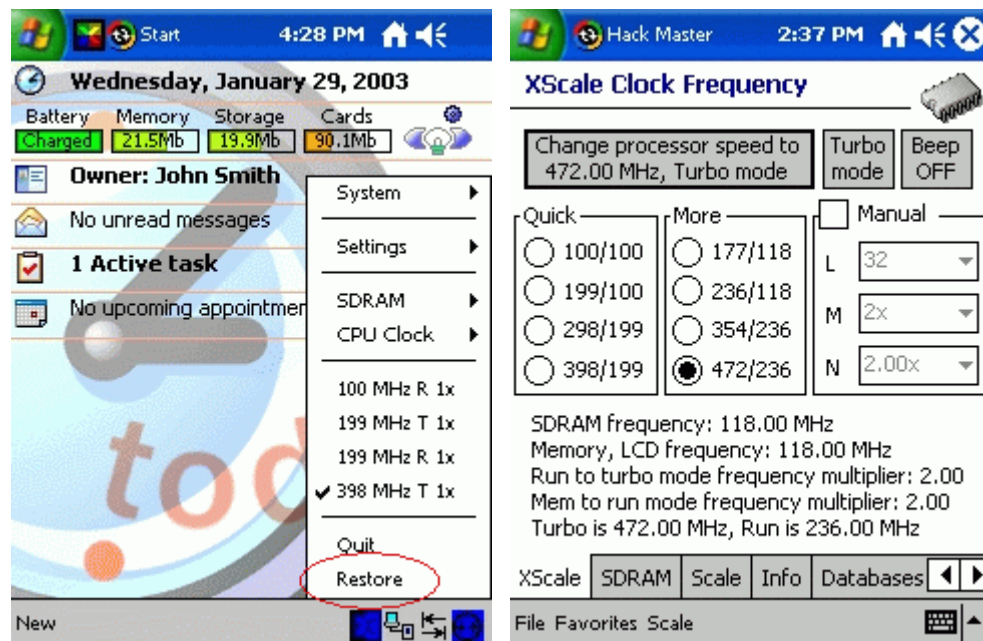 Start 4:28 PM
Wednesday, January 29, 2003
Battery Memory Storage Cards
Charged 21.5Mb 19.9Mb 90.1Mb
Owner: John Smith
No unread messages
1 Active task
No upcoming appointmen
tod
System
Settings
SDRAM
CPU Clock
100 MHz R 1x
199 MHz T 1x
199 MHz R 1x
398 MHz T 1x
Quit
Restore
New
Hack Master 2:37 PM
XScale Clock Frequency
Change processor speed to
472.00 MHz, Turbo mode
Turbo
mode
Beep
OFF
Quick
100/100
199/100
298/199
398/199
More
177/118
236/118
354/236
472/236
Manual
L 32
M 2x
N 2.00x
SDRAM frequency: 118.00 MHz
Memory, LCD frequency: 118.00 MHz
Run to turbo mode frequency multiplier: 2.00
Mem to run mode frequency multiplier: 2.00
Turbo is 472.00 MHz, Run is 236.00 MHz
XScale SDRAM Scale Info Databases
File Favorites Scale